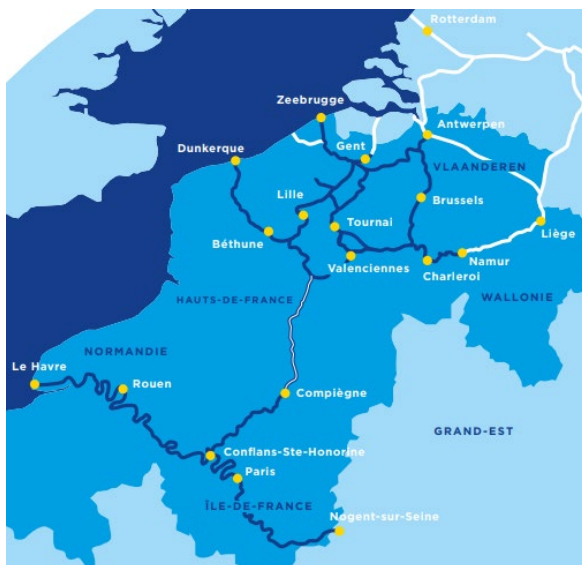 Rotterdam
Zeebrugge
Antwerpen
Dunkerque
Gent
VLAANDEREN
Lille
Brussels
Tournai
Liège
Béthune
Valenciennes
Namur
Charleroi
HAUTS-DE-FRANCE
WALLONIE
NORMANDIE
Le Havre
Rouen
Compiègne
GRAND-EST
Conflans-Ste-Honorine
Paris
ÎLE-DE-FRANCE
Nogent-sur-Seine